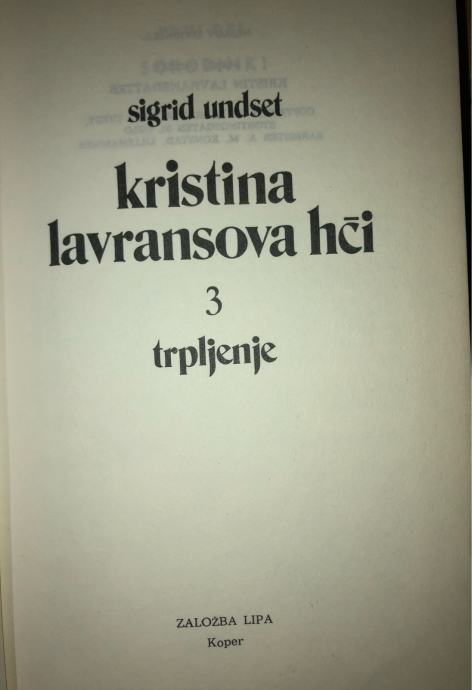 sigrid undset
kristina
lavransova hči
3
trpljenje
ZALOŽBA LIPA
Koper